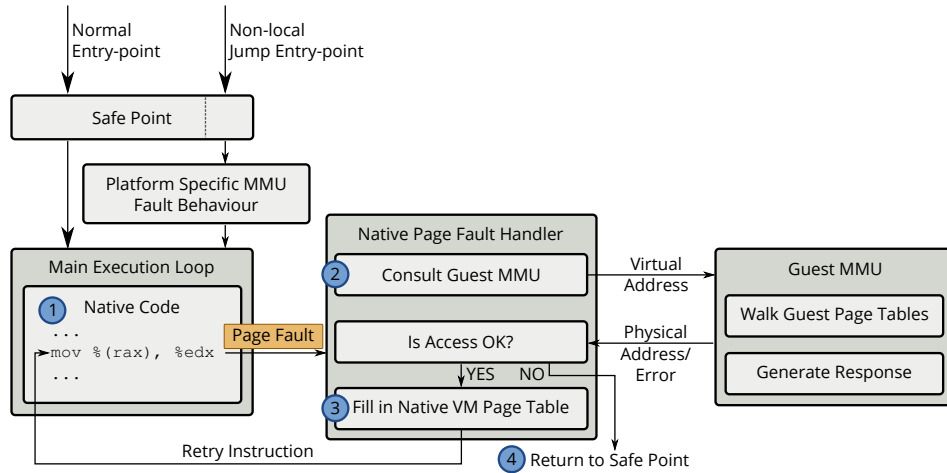 Normal
Entry-point
Non-local
Jump Entry-point
Safe Point
Platform Specific MMU
Fault Behaviour
Main Execution Loop
1
Native Code
...
mov %(rax), %edx
...
Page Fault
Native Page Fault Handler
2
Consult Guest MMU
Is Access OK?
YES
NO
3
Fill in Native VM Page Table
Retry Instruction
4
Return to Safe Point
Virtual
Address
Physical
Address/
Error
Guest MMU
Walk Guest Page Tables
Generate Response